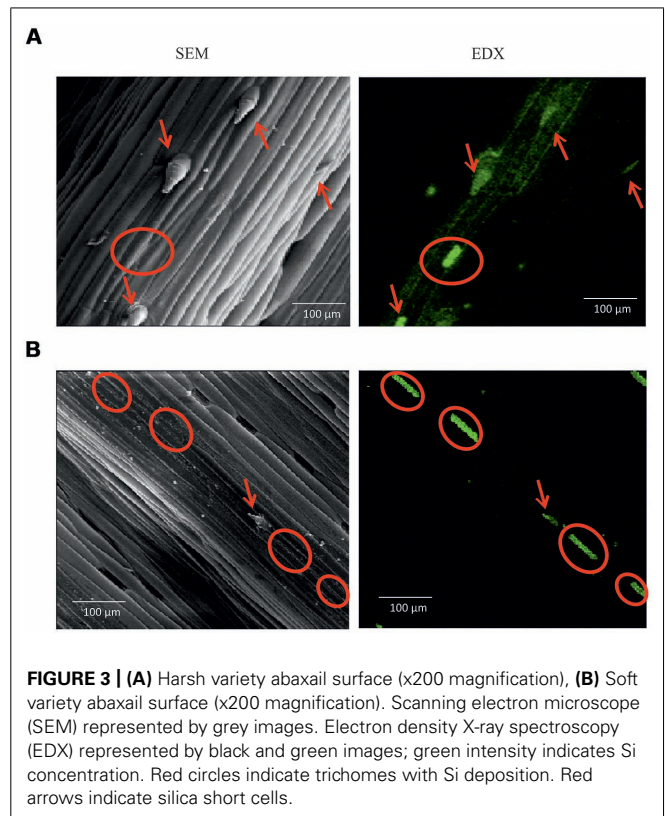 A
SEM EDX
100 µm 100 µm
B
100 µm 100 µm
FIGURE 3 | (A) Harsh variety abaxail surface (x200 magnification), (B) Soft
variety abaxail surface (x200 magnification). Scanning electron microscope
(SEM) represented by grey images. Electron density X-ray spectroscopy
(EDX) represented by black and green images; green intensity indicates Si
concentration. Red circles indicate trichomes with Si deposition. Red
arrows indicate silica short cells.